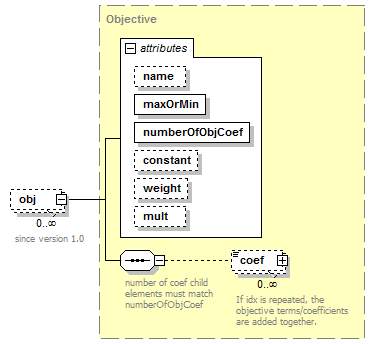 Objective
attributes
name
maxOrMin
numberOfObjCoef
constant
weight
mult
obj
0..∞
since version 1.0
coef
0..∞
number of coef child
elements must match
numberOfObjCoef
If idx is repeated, the
objective terms/coefficients
are added together.